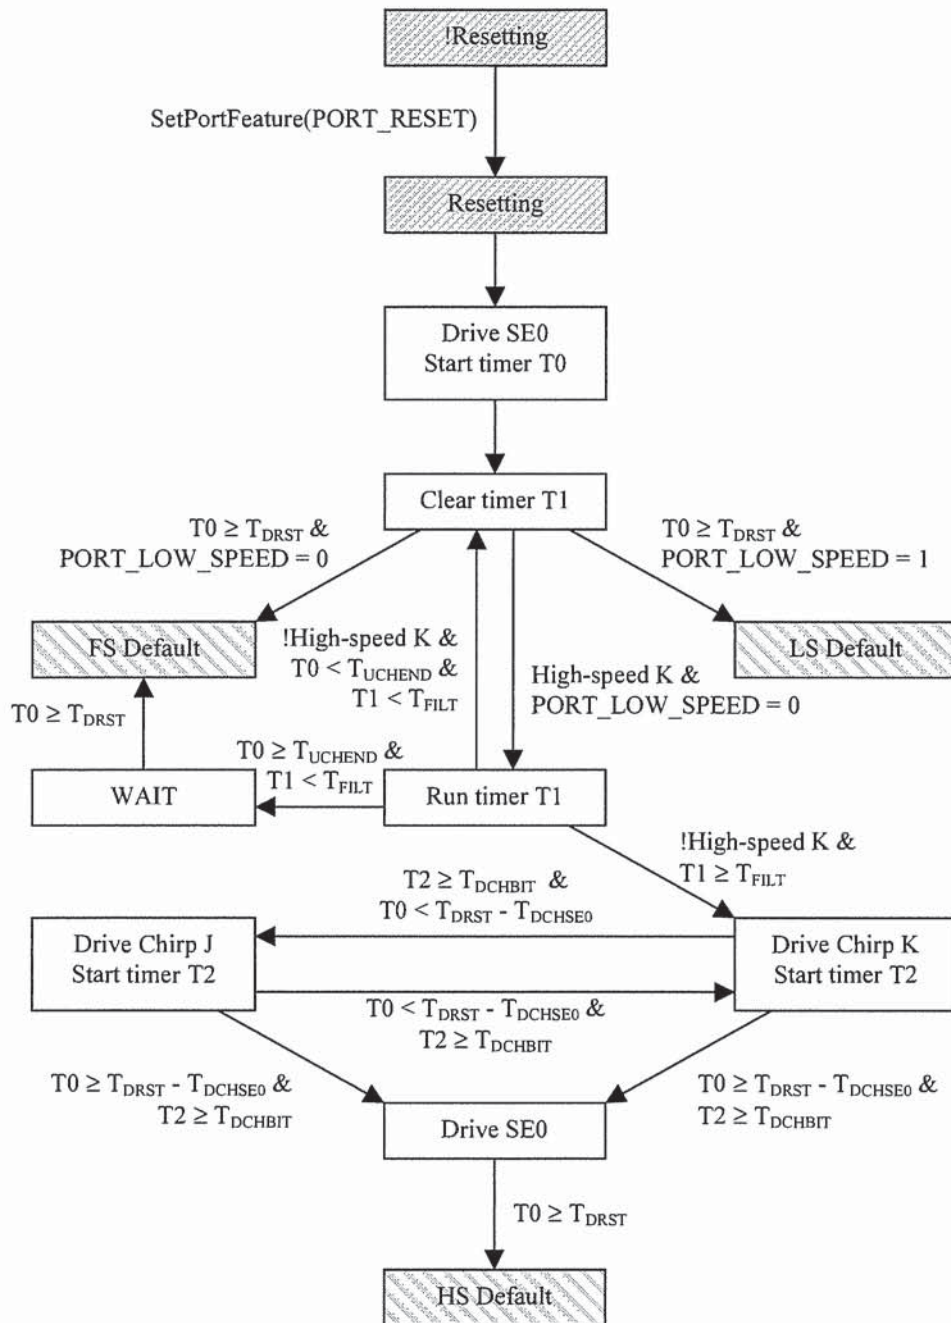 !Resetting
SetPortFeature(PORT_RESET)
Resetting
Drive SE0
Start timer T0
Clear timer T1
T0 ≥ TDRST &
PORT_LOW_SPEED = 0
T0 ≥ TDRST &
PORT_LOW_SPEED = 1
FS Default
!High-speed K &
T0 < TUCHEND &
T1 < TFILT
High-speed K &
PORT_LOW_SPEED = 0
LS Default
T0 ≥ TDRST
T0 ≥ TUCHEND &
T1 < TFILT
WAIT
Run timer T1
!High-speed K &
T1 ≥ TFILT
T2 ≥ TDCHBIT &
T0 < TDRST - TDCHSE0
Drive Chirp J
Start timer T2
Drive Chirp K
Start timer T2
T0 < TDRST - TDCHSE0 &
T2 ≥ TDCHBIT
T0 ≥ TDRST - TDCHSE0 &
T2 ≥ TDCHBIT
T0 ≥ TDRST - TDCHSE0 &
T2 ≥ TDCHBIT
Drive SE0
T0 ≥ TDRST
HS Default